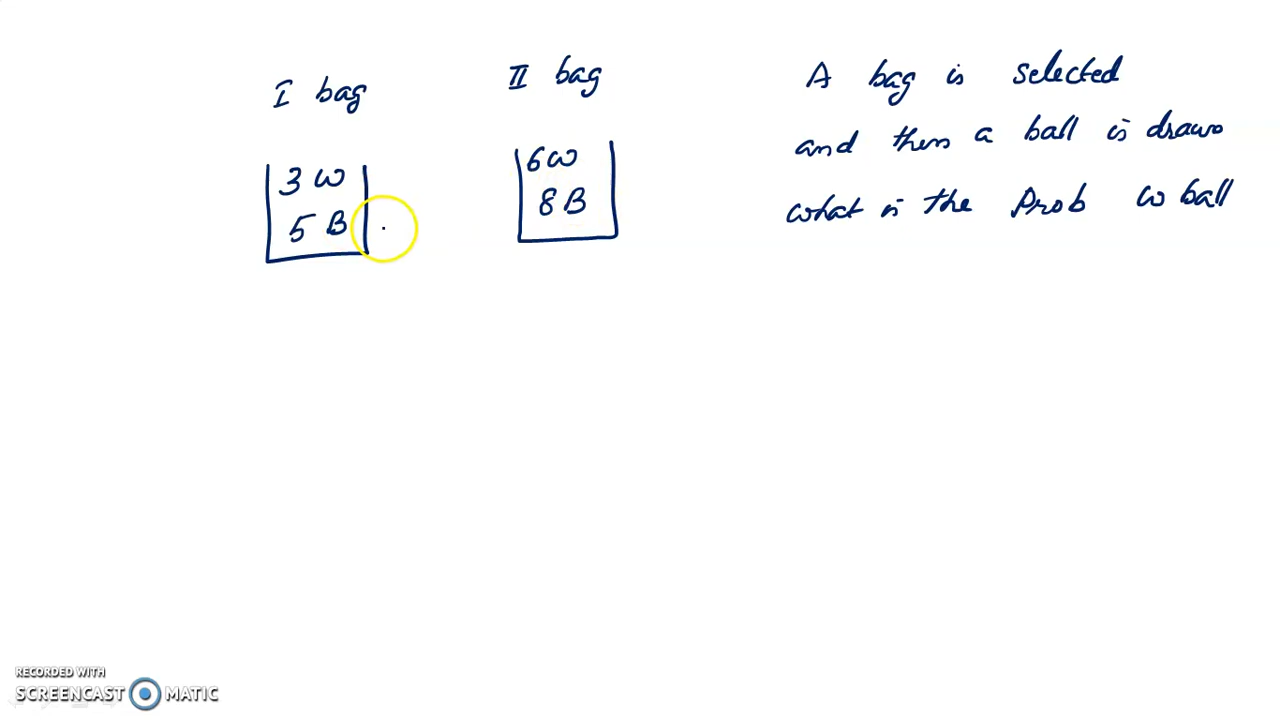 I bag
3 W
5 B
II bag
6W
8 B
A bag is selected
and then a ball is drawn
what is the Prob W ball
RECORDED WITH
SCREENCAST MATIC